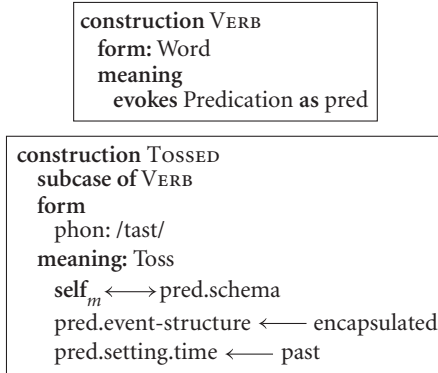 construction VERB
form: Word
meaning
evokes Predication as pred
construction TOSSED
subcase of VERB
form
phon: /tast/
meaning: Toss
self_m ⟷ pred.schema
pred.event-structure ⟵ encapsulated
pred.setting.time ⟵ past